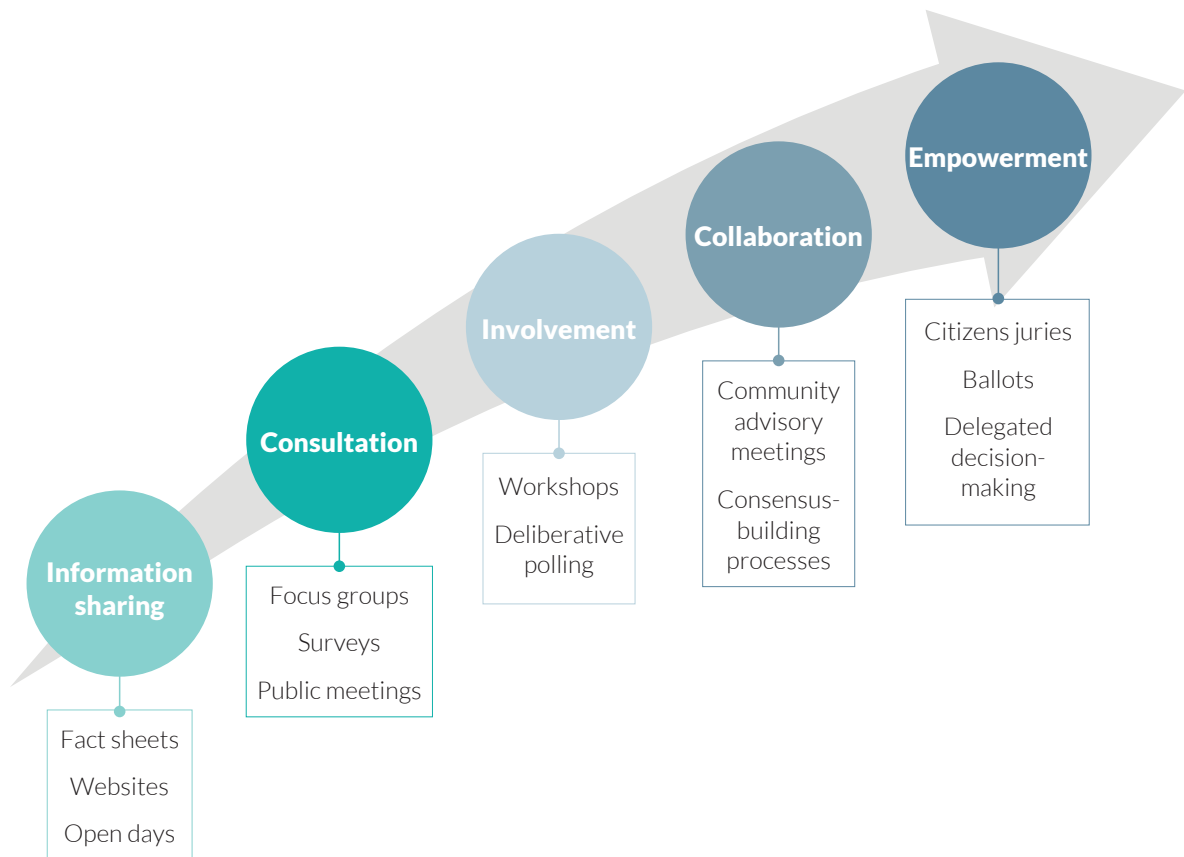 Information
sharing
Fact sheets
Websites
Open days
Consultation
Focus groups
Surveys
Public meetings
Involvement
Workshops
Deliberative
polling
Collaboration
Community
advisory
meetings
Consensus-
building
processes
Empowerment
Citizens juries
Ballots
Delegated
decision-
making